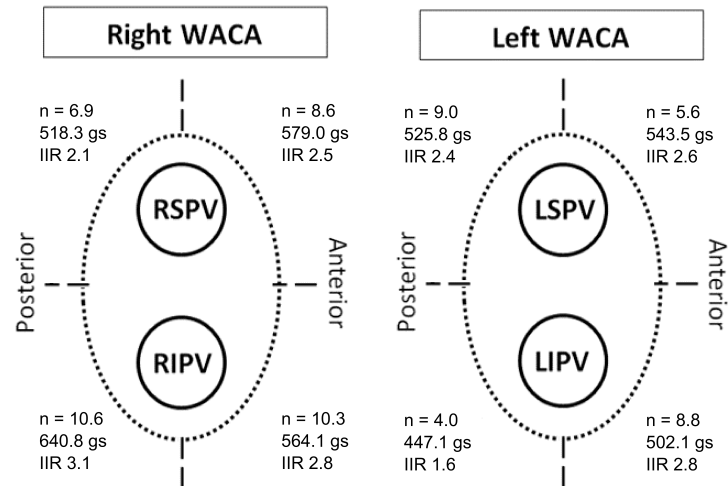 Right WACA
n = 6.9
518.3 gs
IIR 2.1
n = 8.6
579.0 gs
IIR 2.5
RSPV
Posterior
Anterior
RIPV
n = 10.6
640.8 gs
IIR 3.1
n = 10.3
564.1 gs
IIR 2.8
Left WACA
n = 9.0
525.8 gs
IIR 2.4
n = 5.6
543.5 gs
IIR 2.6
LSPV
Posterior
Anterior
LIPV
n = 4.0
447.1 gs
IIR 1.6
n = 8.8
502.1 gs
IIR 2.8